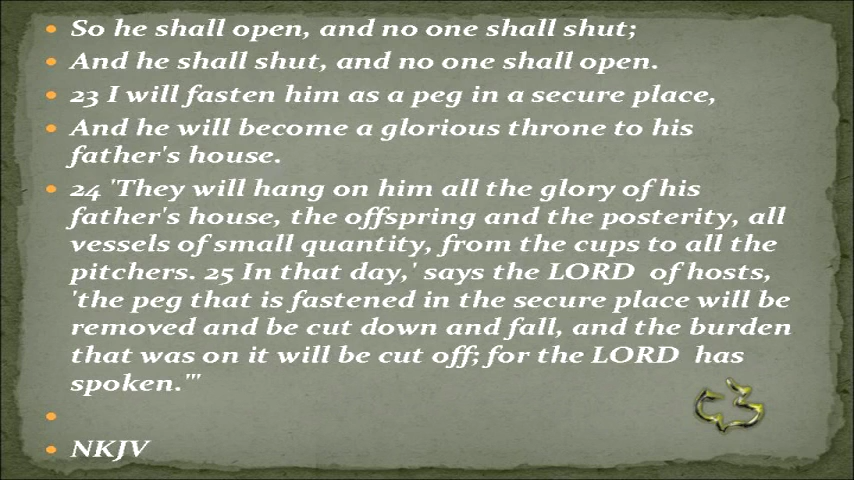 So he shall open, and no one shall shut;
And he shall shut, and no one shall open.
23 I will fasten him as a peg in a secure place,
And he will become a glorious throne to his
father's house.
24 'They will hang on him all the glory of his
father's house, the offspring and the posterity, all
vessels of small quantity, from the cups to all the
pitchers. 25 In that day,' says the LORD  of hosts,
'the peg that is fastened in the secure place will be
removed and be cut down and fall, and the burden
that was on it will be cut off; for the LORD  has
spoken.'"
NKJV